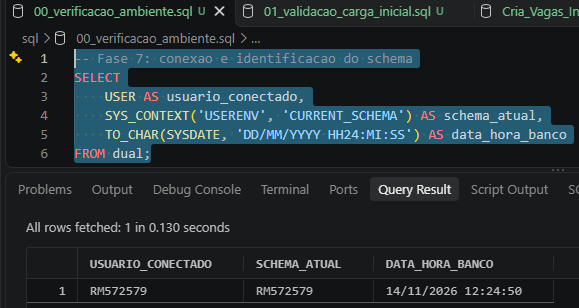 00_verificacao_ambiente.sql U
01_validacao_carga_inicial.sql U
Cria_Vagas_In
sql > 00_verificacao_ambiente.sql > ...
1 -- Fase 7: conexao e identificacao do schema
2 SELECT
3 USER AS usuario_conectado,
4 SYS_CONTEXT('USERENV', 'CURRENT_SCHEMA') AS schema_atual,
5 TO_CHAR(SYSDATE, 'DD/MM/YYYY HH24:MI:SS') AS data_hora_banco
6 FROM dual;
Problems Output Debug Console Terminal Ports Query Result Script Output SQ
All rows fetched: 1 in 0.130 seconds
USUARIO_CONECTADO SCHEMA_ATUAL DATA_HORA_BANCO
1 RM572579 RM572579 14/11/2026 12:24:50